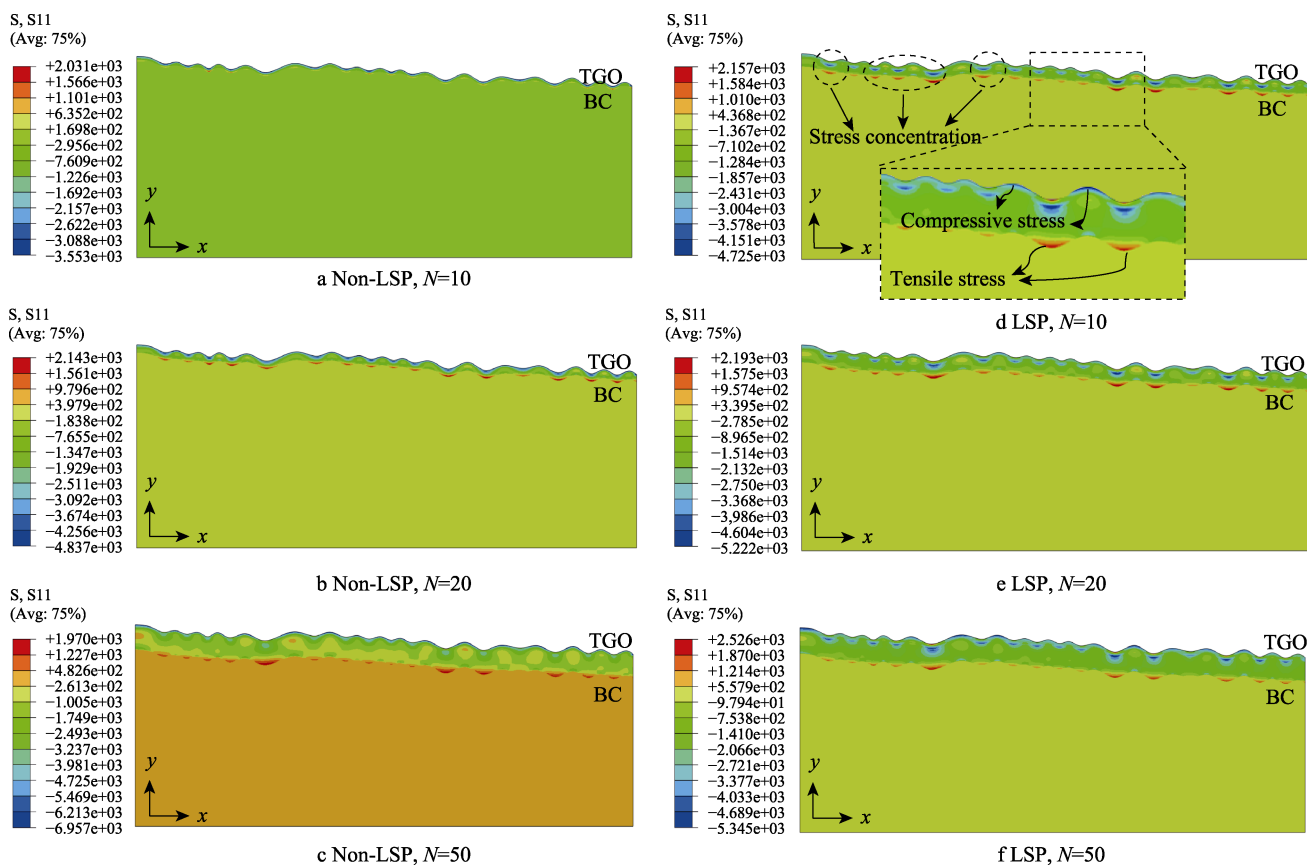 S, S11
(Avg: 75%)
+2.031e+03
+1.566e+03
+1.101e+03
+6.352e+02
+1.698e+02
−2.956e+02
−7.609e+02
−1.226e+03
−1.692e+03
−2.157e+03
−2.622e+03
−3.088e+03
−3.553e+03
TGO
BC
y
x
a Non-LSP, N=10
S, S11
(Avg: 75%)
+2.157e+03
+1.584e+03
+1.010e+03
+4.368e+02
−1.367e+02
−7.102e+02
−1.284e+03
−1.857e+03
−2.431e+03
−3.004e+03
−3.578e+03
−4.151e+03
−4.725e+03
TGO
BC
Stress concentration
Compressive stress
Tensile stress
y
x
d LSP, N=10
S, S11
(Avg: 75%)
+2.143e+03
+1.561e+03
+9.796e+02
+3.979e+02
−1.838e+02
−7.655e+02
−1.347e+03
−1.929e+03
−2.511e+03
−3.092e+03
−3.674e+03
−4.256e+03
−4.837e+03
TGO
BC
y
x
b Non-LSP, N=20
S, S11
(Avg: 75%)
+2.193e+03
+1.575e+03
+9.574e+02
+3.395e+02
−2.785e+02
−8.965e+02
−1.514e+03
−2.132e+03
−2.750e+03
−3.368e+03
−3,986e+03
−4.604e+03
−5.222e+03
TGO
BC
y
x
e LSP, N=20
S, S11
(Avg: 75%)
+1.970e+03
+1.227e+03
+4.826e+02
−2.613e+02
−1.005e+03
−1.749e+03
−2.493e+03
−3.237e+03
−3.981e+03
−4.725e+03
−5.469e+03
−6.213e+03
−6.957e+03
TGO
BC
y
x
c Non-LSP, N=50
S, S11
(Avg: 75%)
+2.526e+03
+1.870e+03
+1.214e+03
+5.579e+02
−9.794e+01
−7.538e+02
−1.410e+03
−2.066e+03
−2.721e+03
−3.377e+03
−4.033e+03
−4.689e+03
−5.345e+03
TGO
BC
y
x
f LSP, N=50